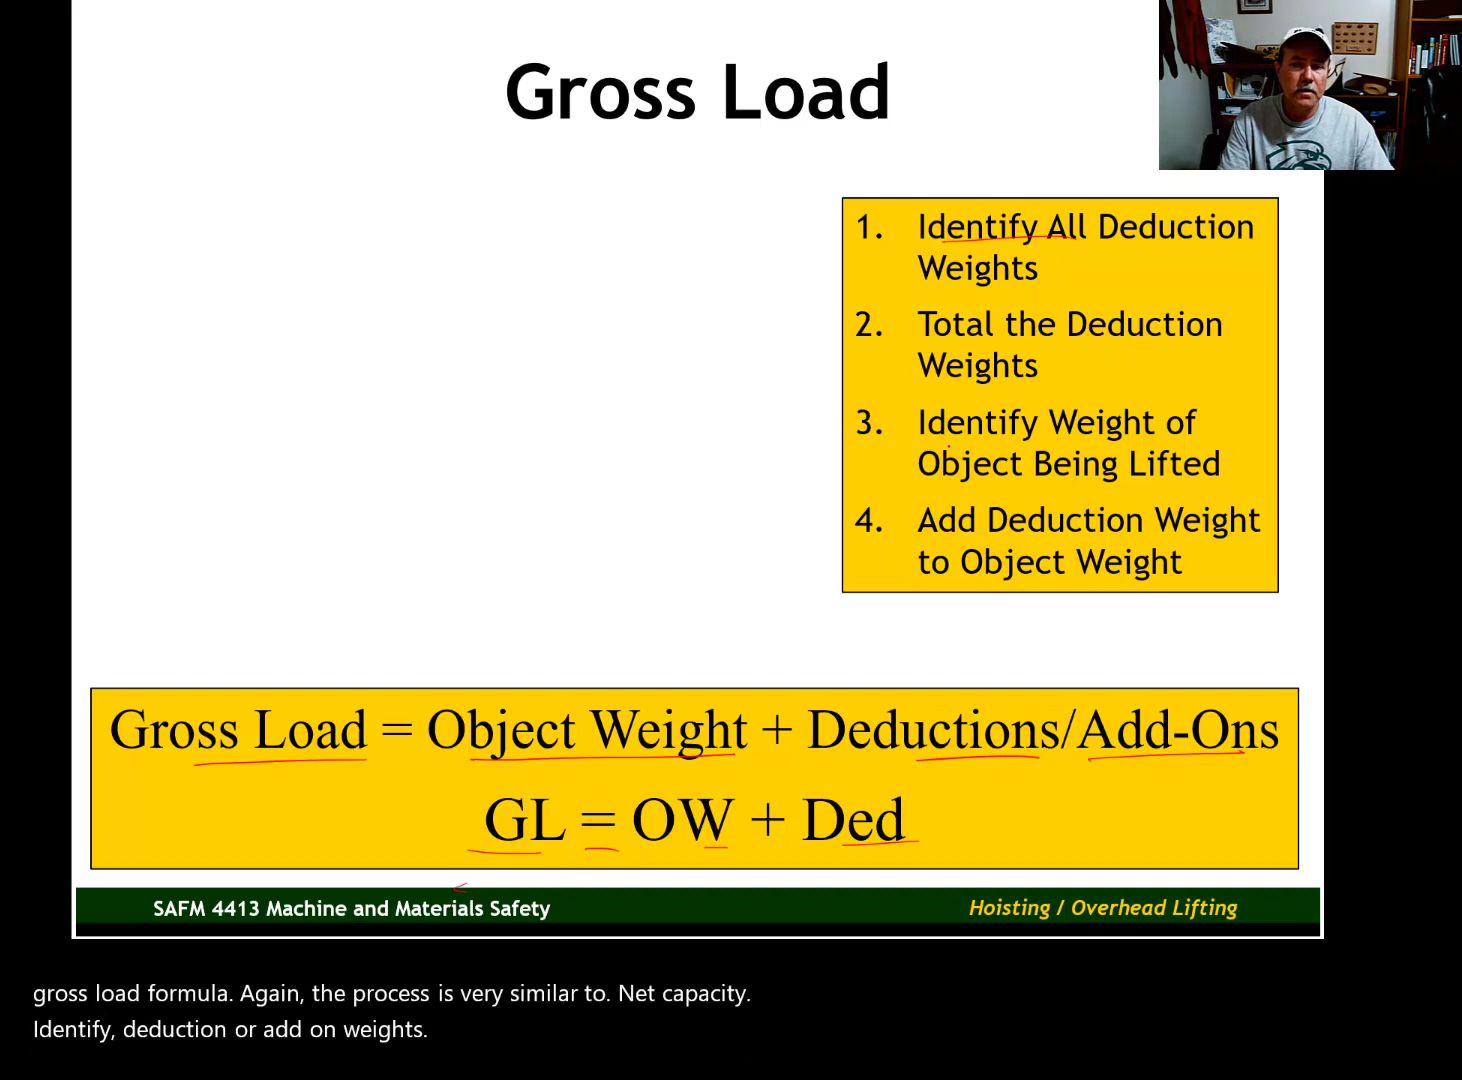 Gross Load
1. Identify All Deduction
Weights
2. Total the Deduction
Weights
3. Identify Weight of
Object Being Lifted
4. Add Deduction Weight
to Object Weight
Gross Load = Object Weight + Deductions/Add-Ons
GL = OW + Ded
SAFM 4413 Machine and Materials Safety
Hoisting / Overhead Lifting
gross load formula. Again, the process is very similar to. Net capacity.
Identify, deduction or add on weights.